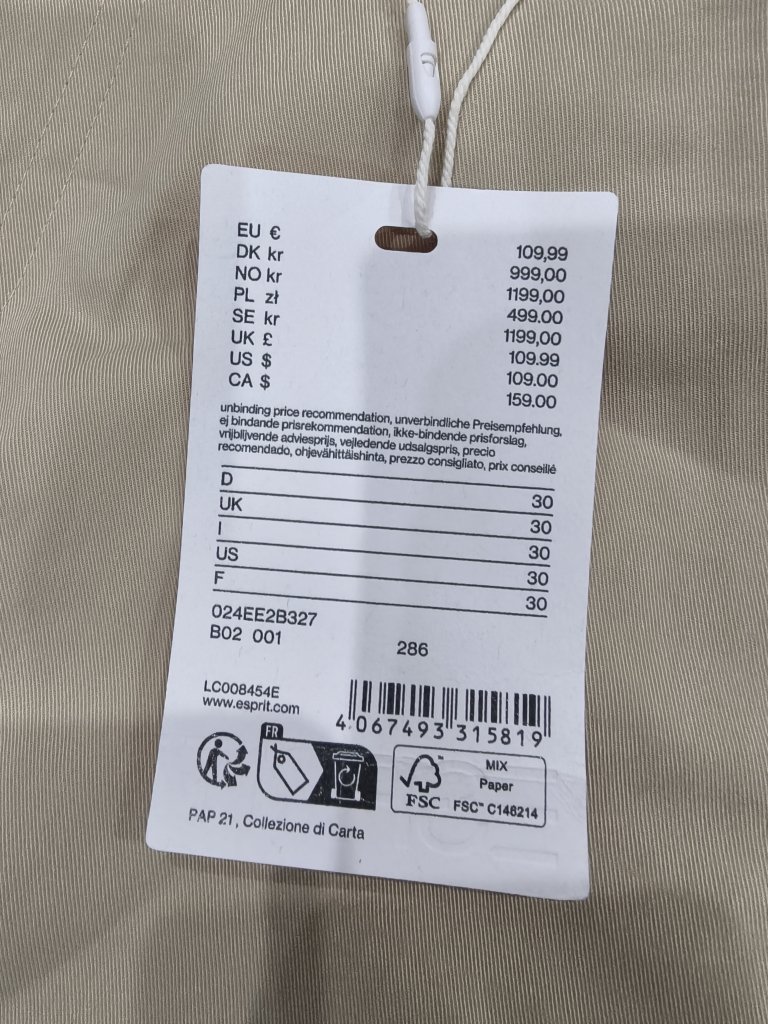 EU € 109,99
DK kr 999,00
NO kr 1199,00
PL zł 499.00
SE kr 1199,00
UK £ 109.99
US $ 109.00
CA $ 159.00
unbinding price recommendation, unverbindliche Preisempfehlung,
ej bindande prisrekommendation, ikke-bindende prisforslag,
vrijblijvende adviesprijs, vejledende udsalgspris, precio
recomendado, ohjevähittäishinta, prezzo consigliato, prix conseillé
D 30
UK 30
I 30
US 30
F 30
024EE2B327
B02 001 286
LC008454E
www.esprit.com
4 067493 315819
FR
MIX
Paper
FSC™ FSC™ C146214
PAP 21, Collezione di Carta